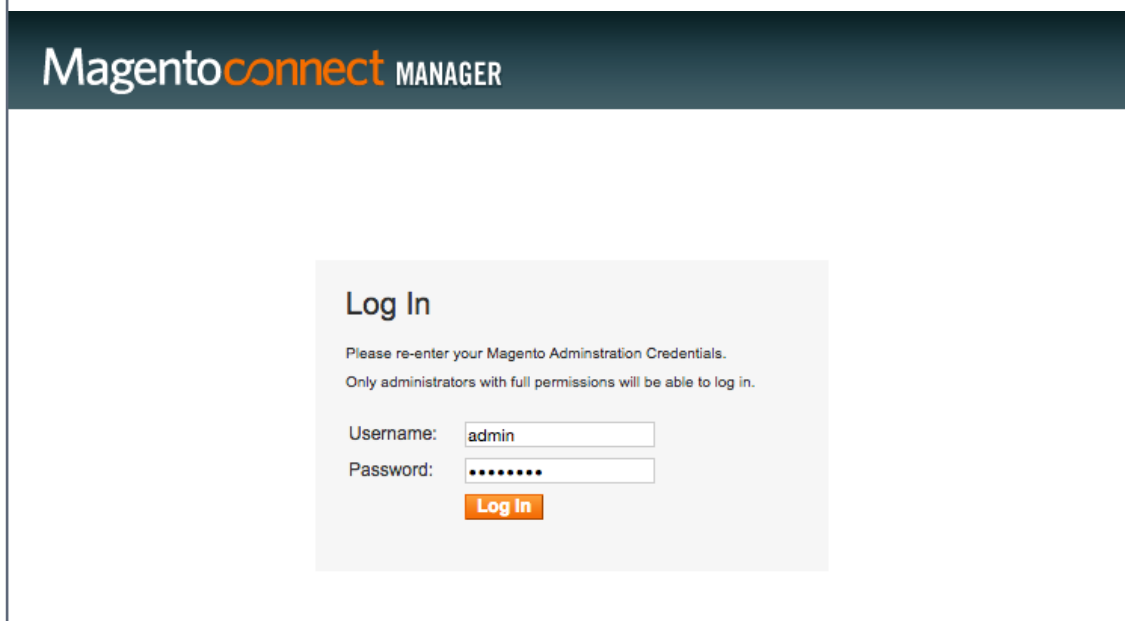 Magentoconnect MANAGER
Log In
Please re-enter your Magento Adminstration Credentials.
Only administrators with full permissions will be able to log in.
Username: admin
Password: ••••••••
Log In